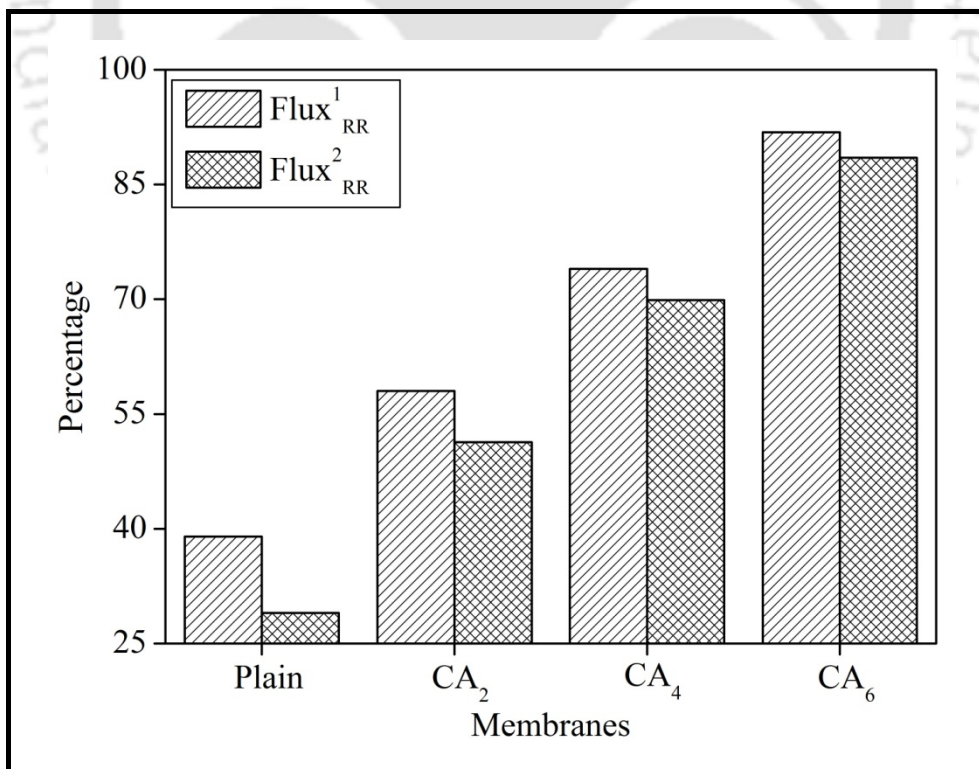 100
85
70
55
40
25
Percentage
Flux¹RR
Flux²RR
Plain
CA₂
CA₄
CA₆
Membranes